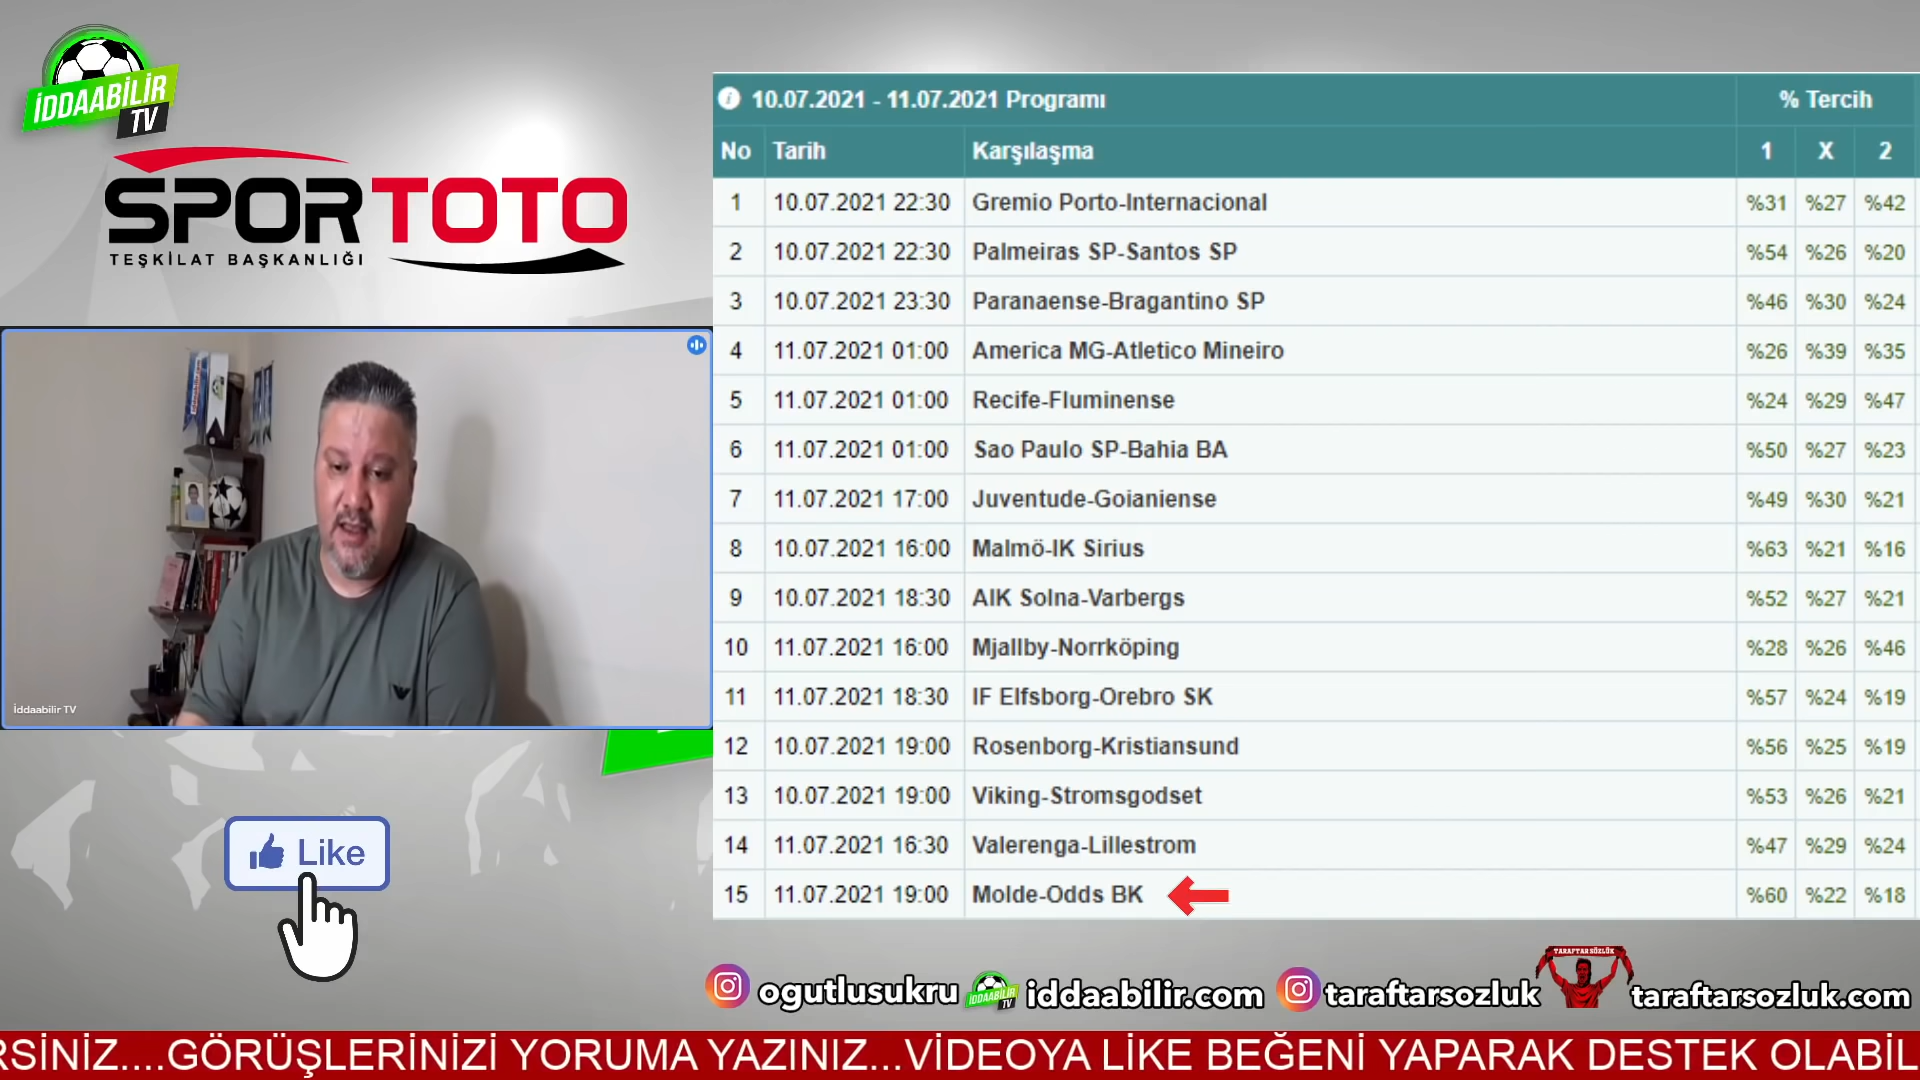 İDDAABİLİR
TV
SPORTOTO
TEŞKİLAT BAŞKANLIĞI
10.07.2021 - 11.07.2021 Programı % Tercih
No Tarih Karşılaşma 1 X 2
1 10.07.2021 22:30 Gremio Porto-Internacional %31 %27 %42
2 10.07.2021 22:30 Palmeiras SP-Santos SP %54 %26 %20
3 10.07.2021 23:30 Paranaense-Bragantino SP %46 %30 %24
4 11.07.2021 01:00 America MG-Atletico Mineiro %26 %39 %35
5 11.07.2021 01:00 Recife-Fluminense %24 %29 %47
6 11.07.2021 01:00 Sao Paulo SP-Bahia BA %50 %27 %23
7 11.07.2021 17:00 Juventude-Goianiense %49 %30 %21
8 10.07.2021 16:00 Malmö-IK Sirius %63 %21 %16
9 10.07.2021 18:30 AIK Solna-Varbergs %52 %27 %21
10 11.07.2021 16:00 Mjallby-Norrköping %28 %26 %46
11 11.07.2021 18:30 IF Elfsborg-Orebro SK %57 %24 %19
12 10.07.2021 19:00 Rosenborg-Kristiansund %56 %25 %19
13 10.07.2021 19:00 Viking-Stromsgodset %53 %26 %21
14 11.07.2021 16:30 Valerenga-Lillestrom %47 %29 %24
15 11.07.2021 19:00 Molde-Odds BK %60 %22 %18
İddaabilir TV
Like
ogutlusukru İDDAABİLİR TV iddaabilir.com taraftarsozluk TARAFTAR SÖZLÜK taraftarsozluk.com
RSİNİZ....GÖRÜŞLERİNİZİ YORUMA YAZINIZ...VİDEOYA LİKE BEĞENİ YAPARAK DESTEK OLABİL